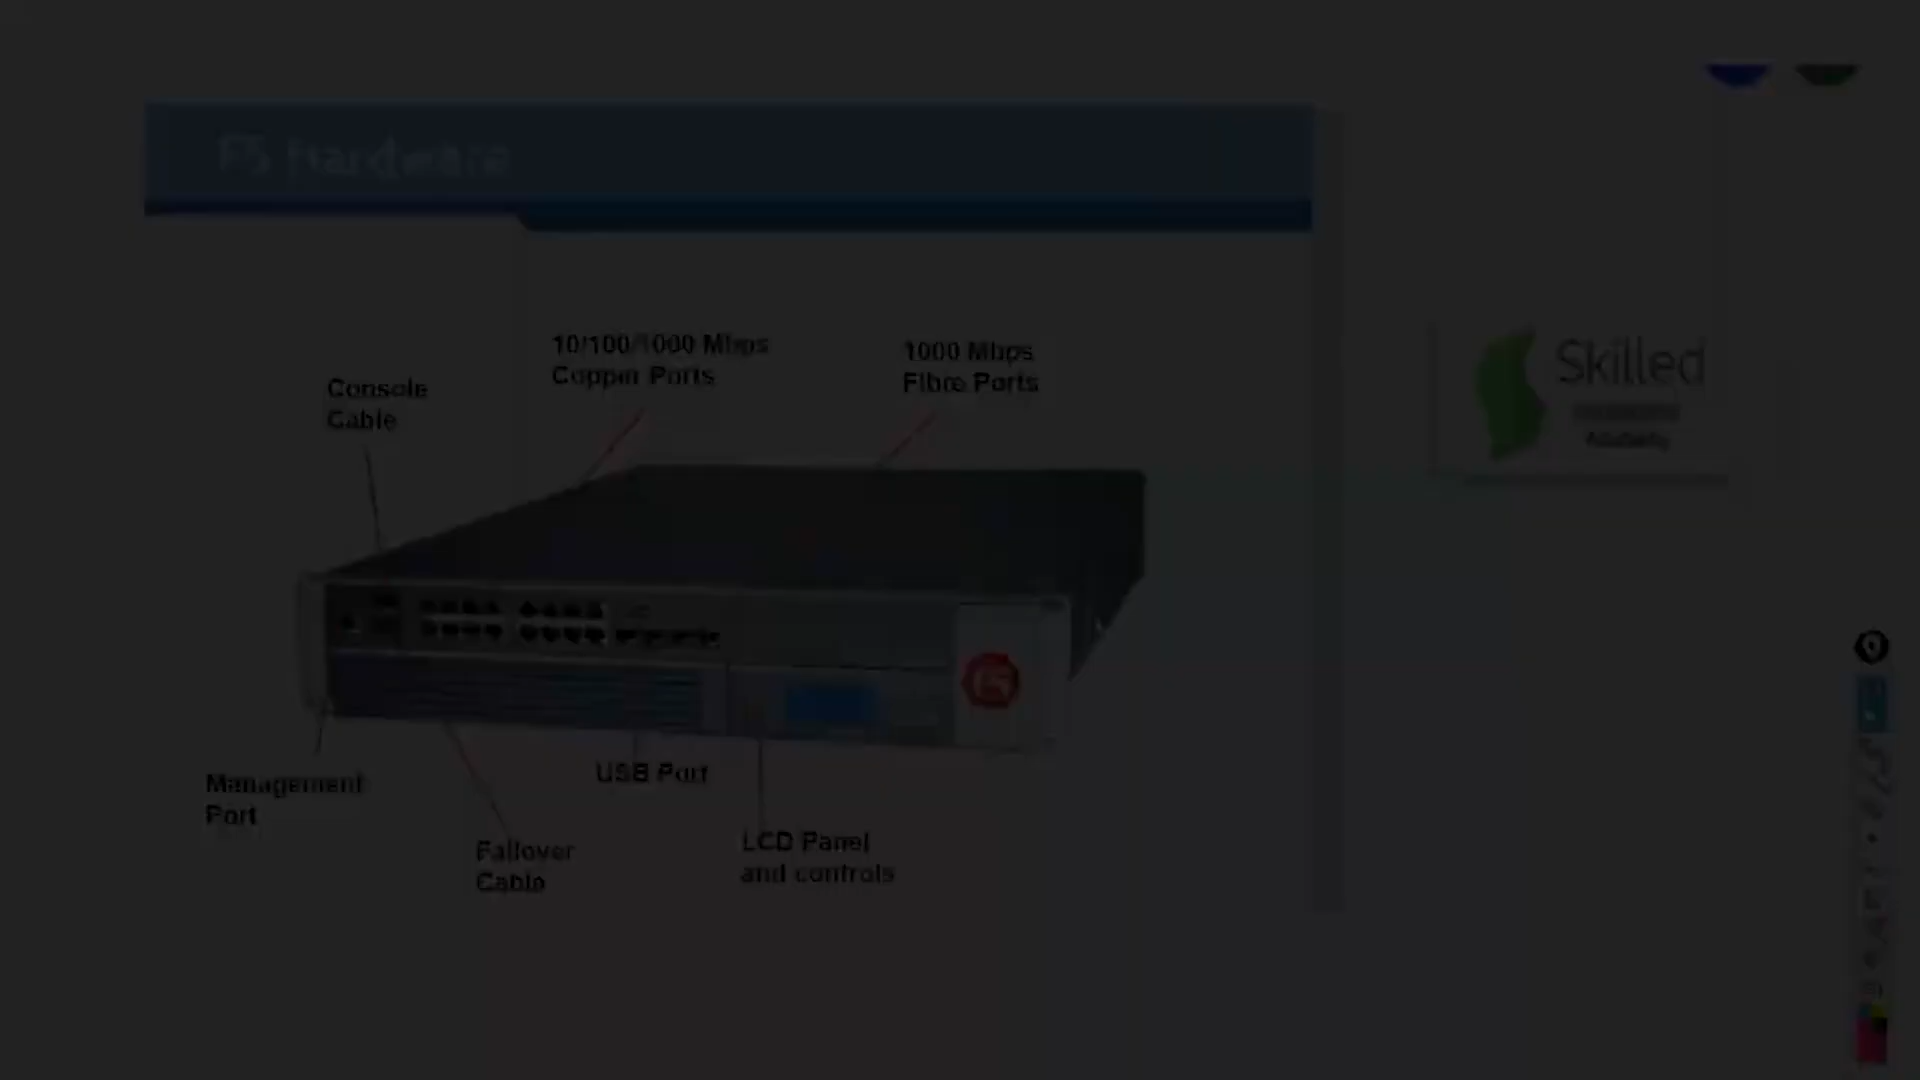 F5 Hardware
10/100/1000 Mbps
Copper Ports
1000 Mbps
Fibre Ports
Console
Cable
Skilled
Academy
Management
Port
USB Port
Failover
Cable
LCD Panel
and controls